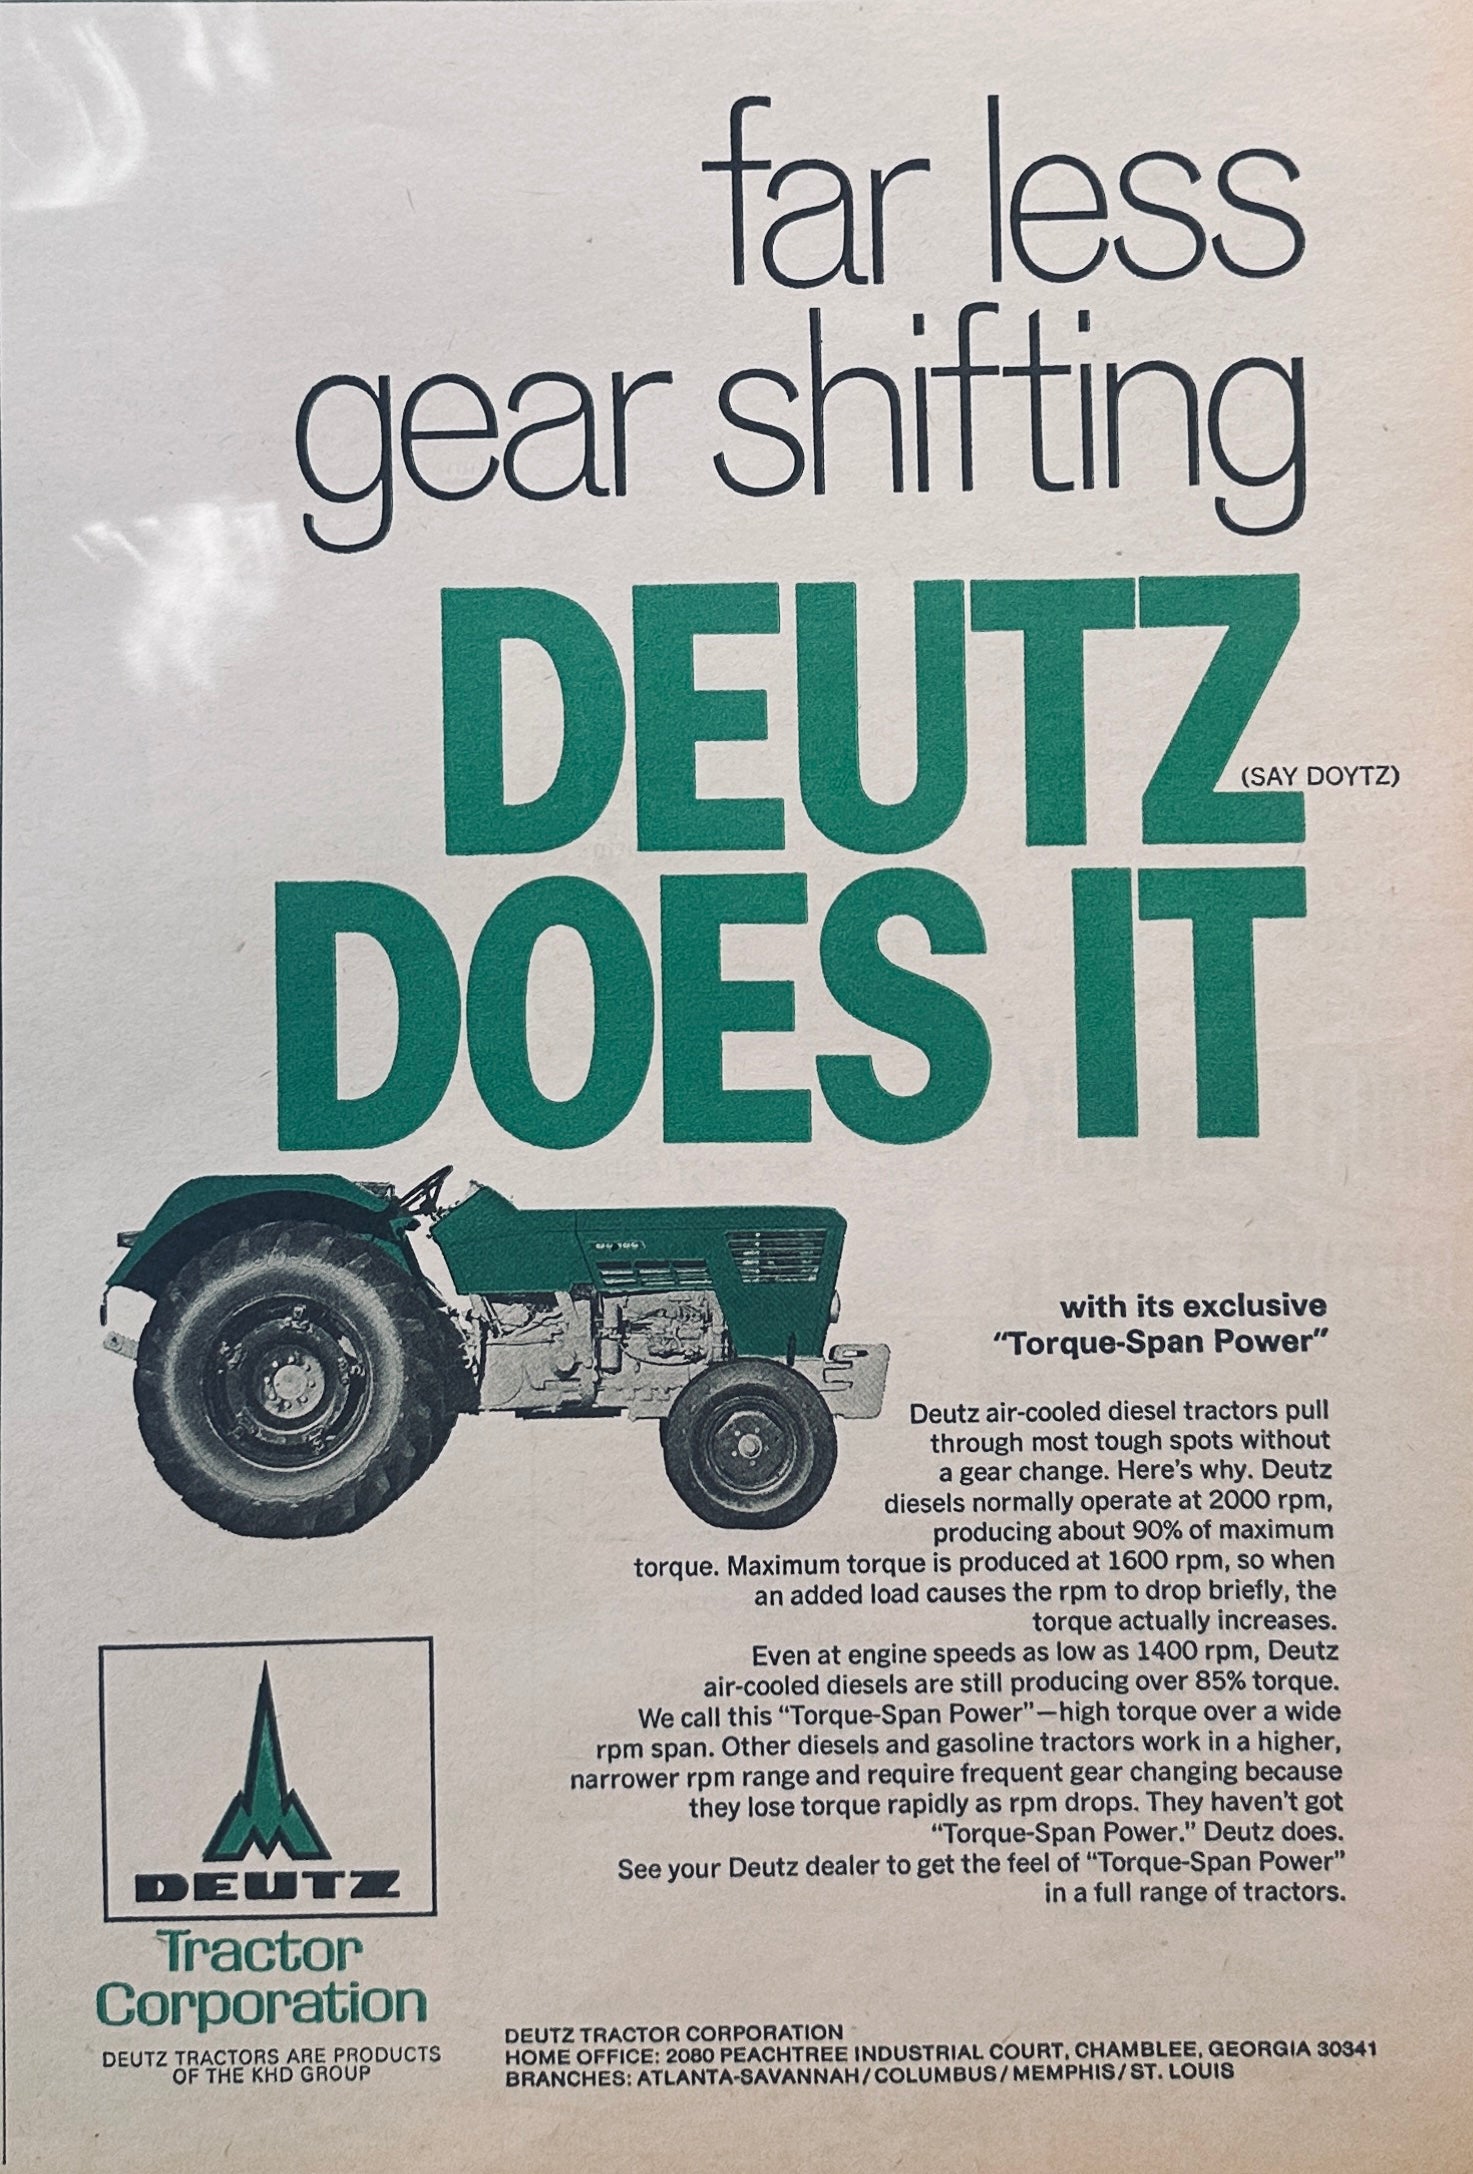 far less
gear shifting
DEUTZ
(SAY DOYTZ)
DOES IT
with its exclusive
“Torque-Span Power”
Deutz air-cooled diesel tractors pull
through most tough spots without
a gear change. Here’s why. Deutz
diesels normally operate at 2000 rpm,
producing about 90% of maximum
torque. Maximum torque is produced at 1600 rpm, so when
an added load causes the rpm to drop briefly, the
torque actually increases.
Even at engine speeds as low as 1400 rpm, Deutz
air-cooled diesels are still producing over 85% torque.
We call this “Torque-Span Power”—high torque over a wide
rpm span. Other diesels and gasoline tractors work in a higher,
narrower rpm range and require frequent gear changing because
they lose torque rapidly as rpm drops. They haven’t got
“Torque-Span Power.” Deutz does.
See your Deutz dealer to get the feel of “Torque-Span Power”
in a full range of tractors.
DEUTZ
Tractor
Corporation
DEUTZ TRACTORS ARE PRODUCTS
OF THE KHD GROUP
DEUTZ TRACTOR CORPORATION
HOME OFFICE: 2080 PEACHTREE INDUSTRIAL COURT, CHAMBLEE, GEORGIA 30341
BRANCHES: ATLANTA-SAVANNAH/COLUMBUS/MEMPHIS/ST. LOUIS